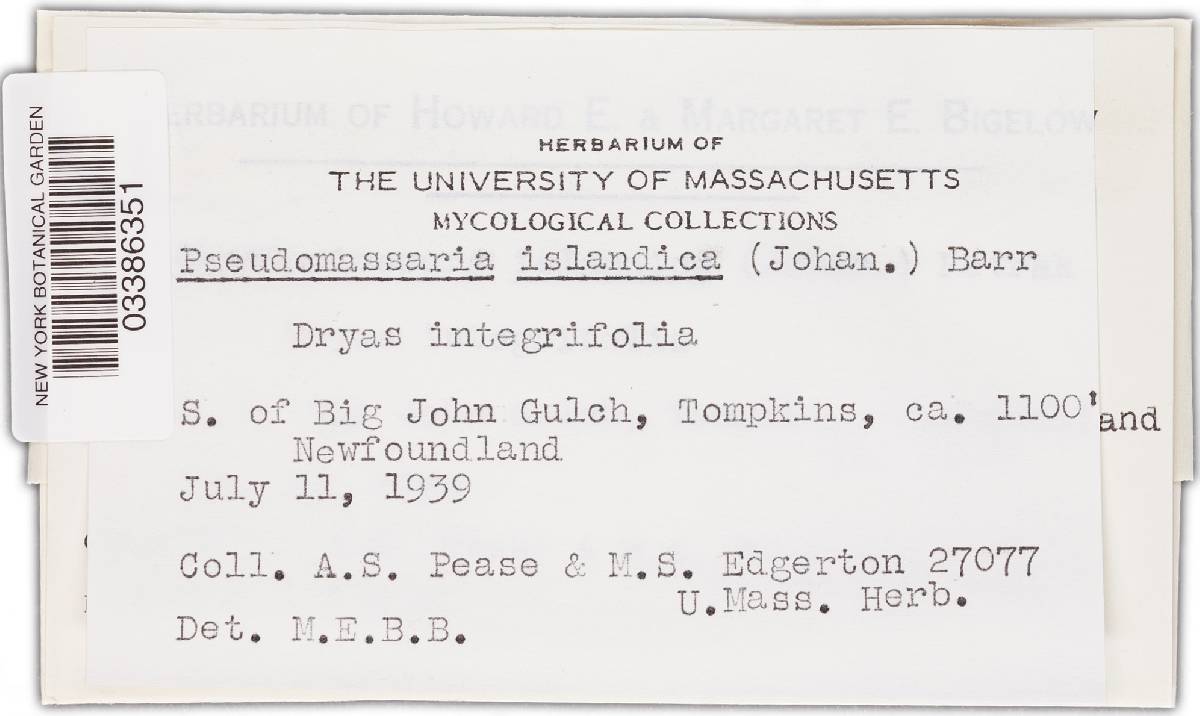 NEW YORK BOTANICAL GARDEN
03386351
HERBARIUM OF HOWARD E. & MARGARET E. BIGELOW
HERBARIUM OF
THE UNIVERSITY OF MASSACHUSETTS
MYCOLOGICAL COLLECTIONS
Pseudomassaria islandica (Johan.) Barr
Dryas integrifolia
S. of Big John Gulch, Tompkins, ca. 1100'
and
Newfoundland
July 11, 1939
Coll. A.S. Pease & M.S. Edgerton 27077
U.Mass. Herb.
Det. M.E.B.B.